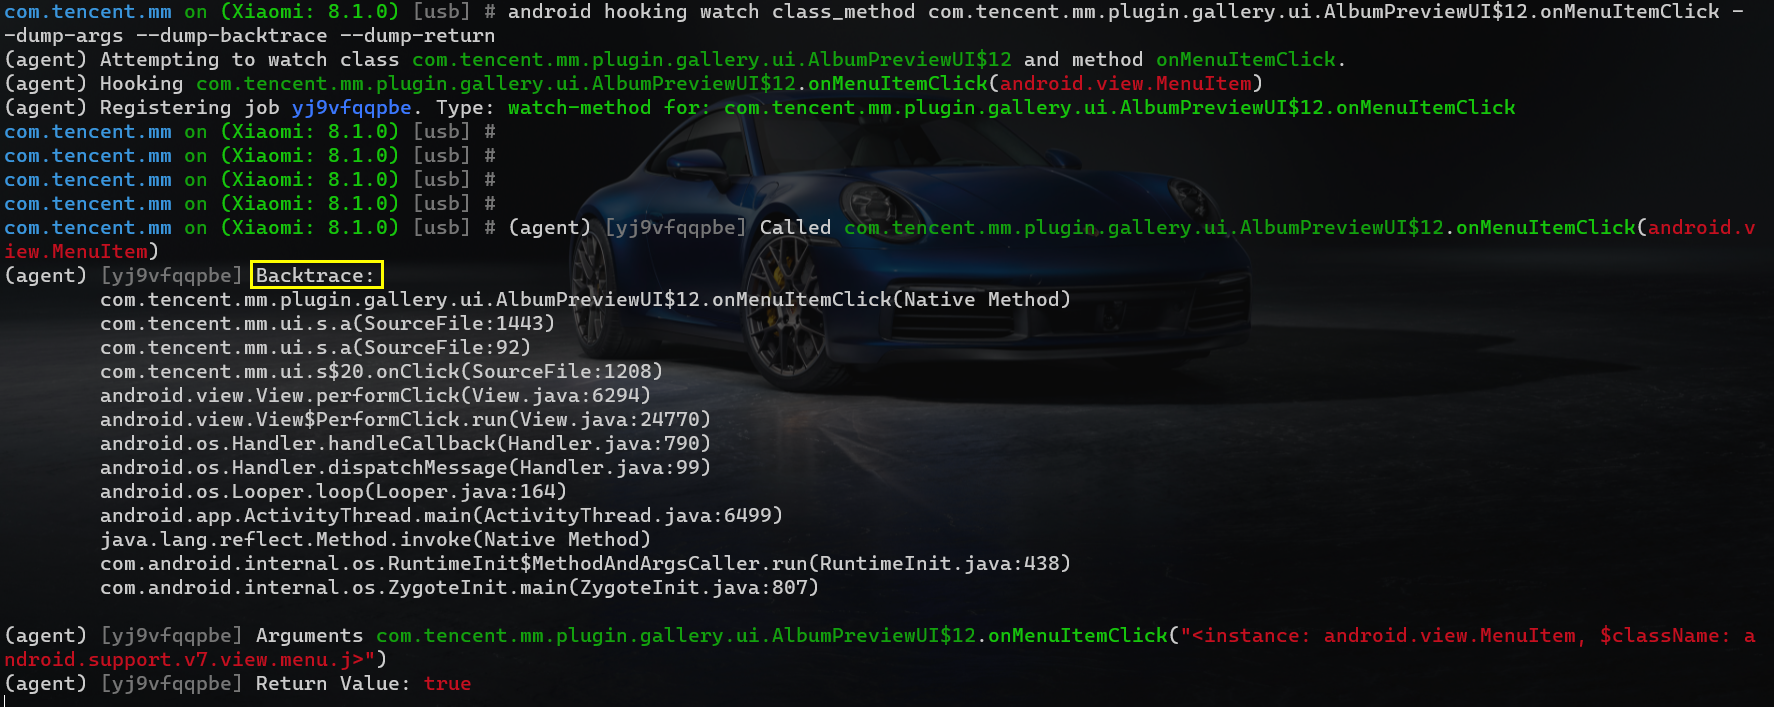 com.tencent.mm on (Xiaomi: 8.1.0) [usb] # android hooking watch class_method com.tencent.mm.plugin.gallery.ui.AlbumPreviewUI$12.onMenuItemClick -
-dump-args --dump-backtrace --dump-return
(agent) Attempting to watch class com.tencent.mm.plugin.gallery.ui.AlbumPreviewUI$12 and method onMenuItemClick.
(agent) Hooking com.tencent.mm.plugin.gallery.ui.AlbumPreviewUI$12.onMenuItemClick(android.view.MenuItem)
(agent) Registering job yj9vfqqpbe. Type: watch-method for: com.tencent.mm.plugin.gallery.ui.AlbumPreviewUI$12.onMenuItemClick
com.tencent.mm on (Xiaomi: 8.1.0) [usb] #
com.tencent.mm on (Xiaomi: 8.1.0) [usb] #
com.tencent.mm on (Xiaomi: 8.1.0) [usb] #
com.tencent.mm on (Xiaomi: 8.1.0) [usb] #
com.tencent.mm on (Xiaomi: 8.1.0) [usb] # (agent) [yj9vfqqpbe] Called com.tencent.mm.plugin.gallery.ui.AlbumPreviewUI$12.onMenuItemClick(android.v
iew.MenuItem)
(agent) [yj9vfqqpbe] Backtrace:
com.tencent.mm.plugin.gallery.ui.AlbumPreviewUI$12.onMenuItemClick(Native Method)
com.tencent.mm.ui.s.a(SourceFile:1443)
com.tencent.mm.ui.s.a(SourceFile:92)
com.tencent.mm.ui.s$20.onClick(SourceFile:1208)
android.view.View.performClick(View.java:6294)
android.view.View$PerformClick.run(View.java:24770)
android.os.Handler.handleCallback(Handler.java:790)
android.os.Handler.dispatchMessage(Handler.java:99)
android.os.Looper.loop(Looper.java:164)
android.app.ActivityThread.main(ActivityThread.java:6499)
java.lang.reflect.Method.invoke(Native Method)
com.android.internal.os.RuntimeInit$MethodAndArgsCaller.run(RuntimeInit.java:438)
com.android.internal.os.ZygoteInit.main(ZygoteInit.java:807)
(agent) [yj9vfqqpbe] Arguments com.tencent.mm.plugin.gallery.ui.AlbumPreviewUI$12.onMenuItemClick("<instance: android.view.MenuItem, $className: a
ndroid.support.v7.view.menu.j>")
(agent) [yj9vfqqpbe] Return Value: true